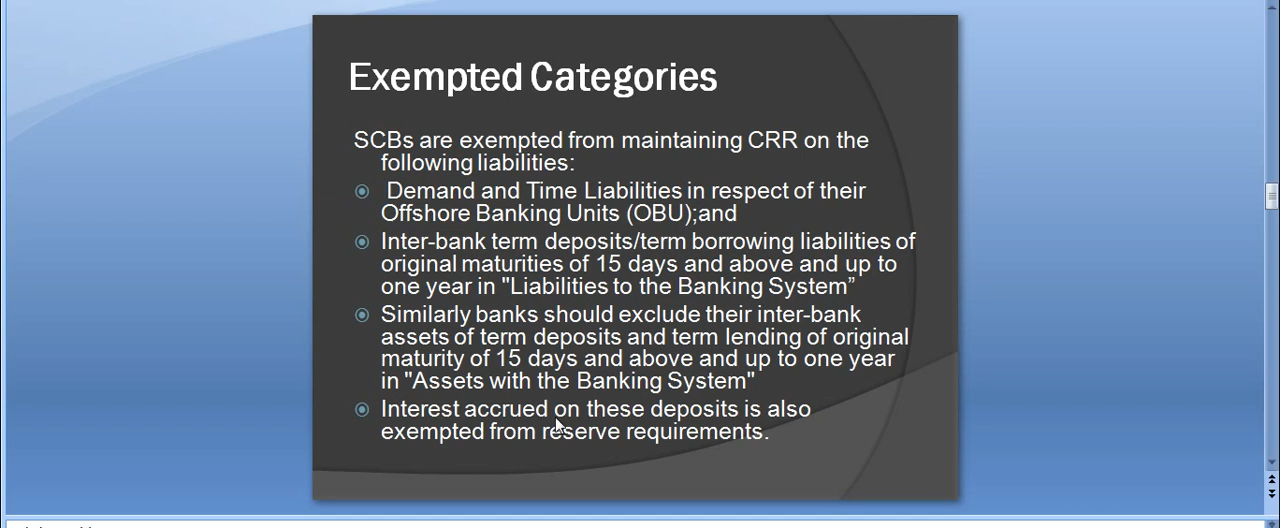 Exempted Categories
SCBs are exempted from maintaining CRR on the
following liabilities:
Demand and Time Liabilities in respect of their
Offshore Banking Units (OBU);and
Inter-bank term deposits/term borrowing liabilities of
original maturities of 15 days and above and up to
one year in "Liabilities to the Banking System”
Similarly banks should exclude their inter-bank
assets of term deposits and term lending of original
maturity of 15 days and above and up to one year
in "Assets with the Banking System"
Interest accrued on these deposits is also
exempted from reserve requirements.